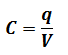 C = q/V